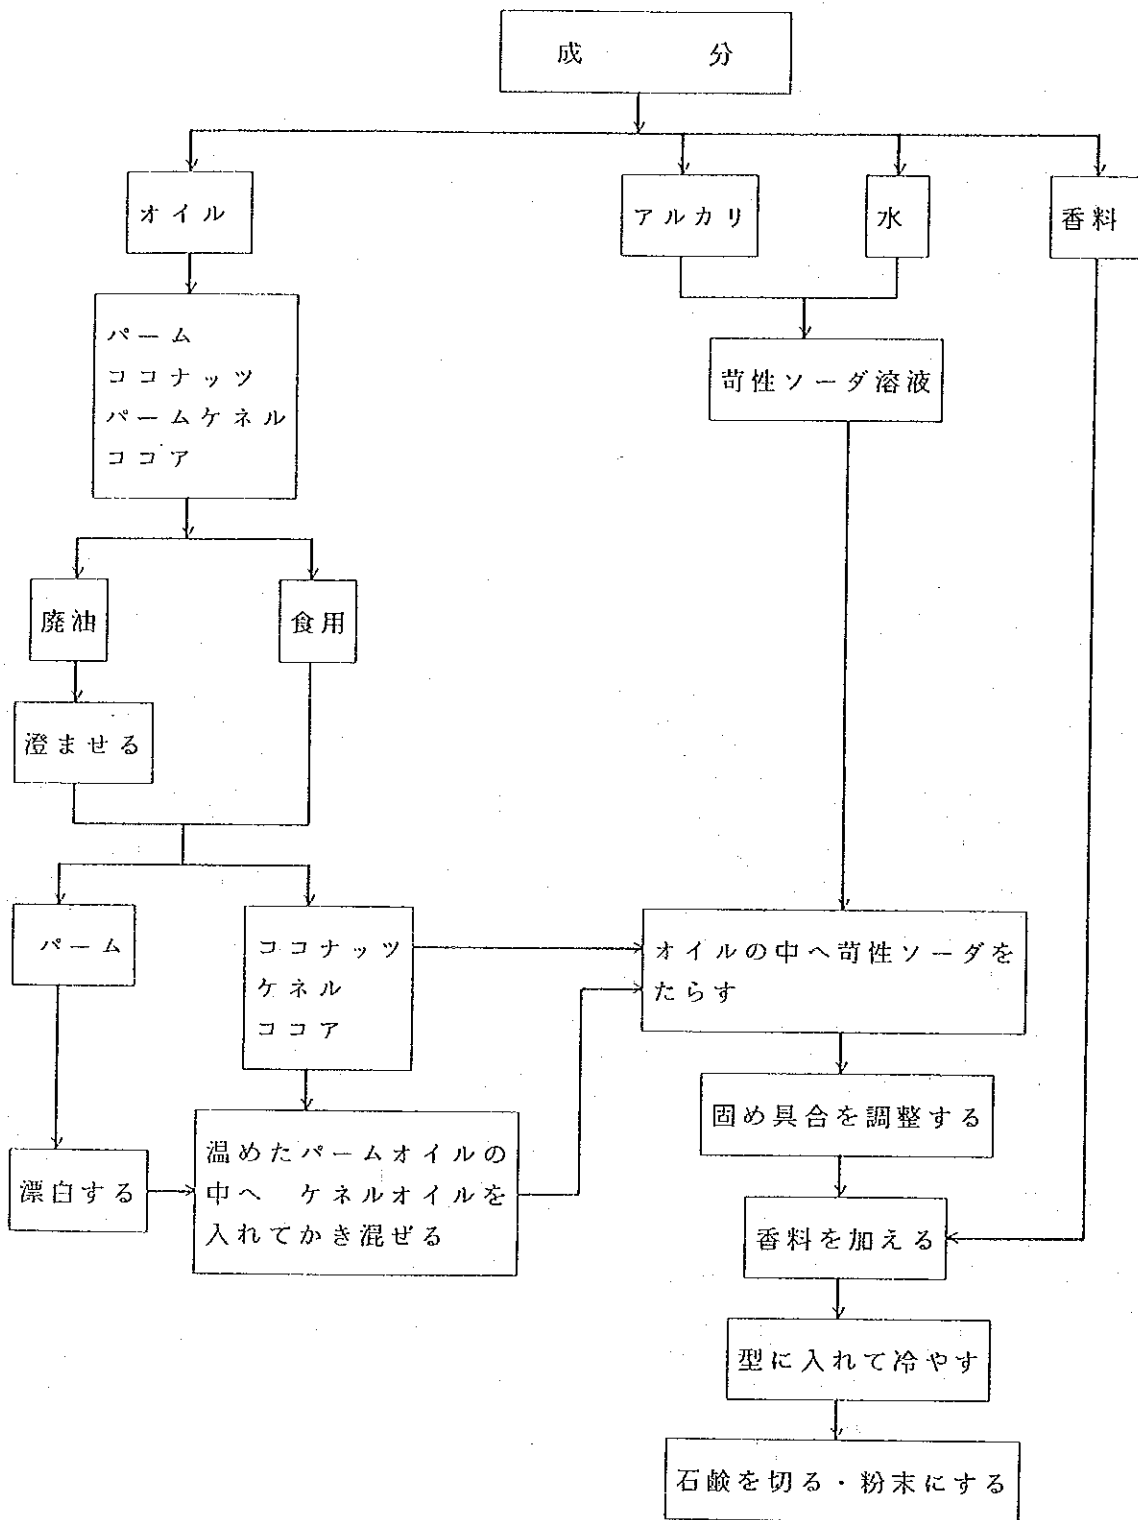 成分
オイル
アルカリ
水
香料
パーム
ココナッツ
パームケネル
ココア
苛性ソーダ溶液
廃油
食用
澄ませる
パーム
ココナッツ
ケネル
ココア
オイルの中へ苛性ソーダを
たらす
固め具合を調整する
漂白する
温めたパームオイルの
中へ ケネルオイルを
入れてかき混ぜる
香料を加える
型に入れて冷やす
石鹸を切る・粉末にする